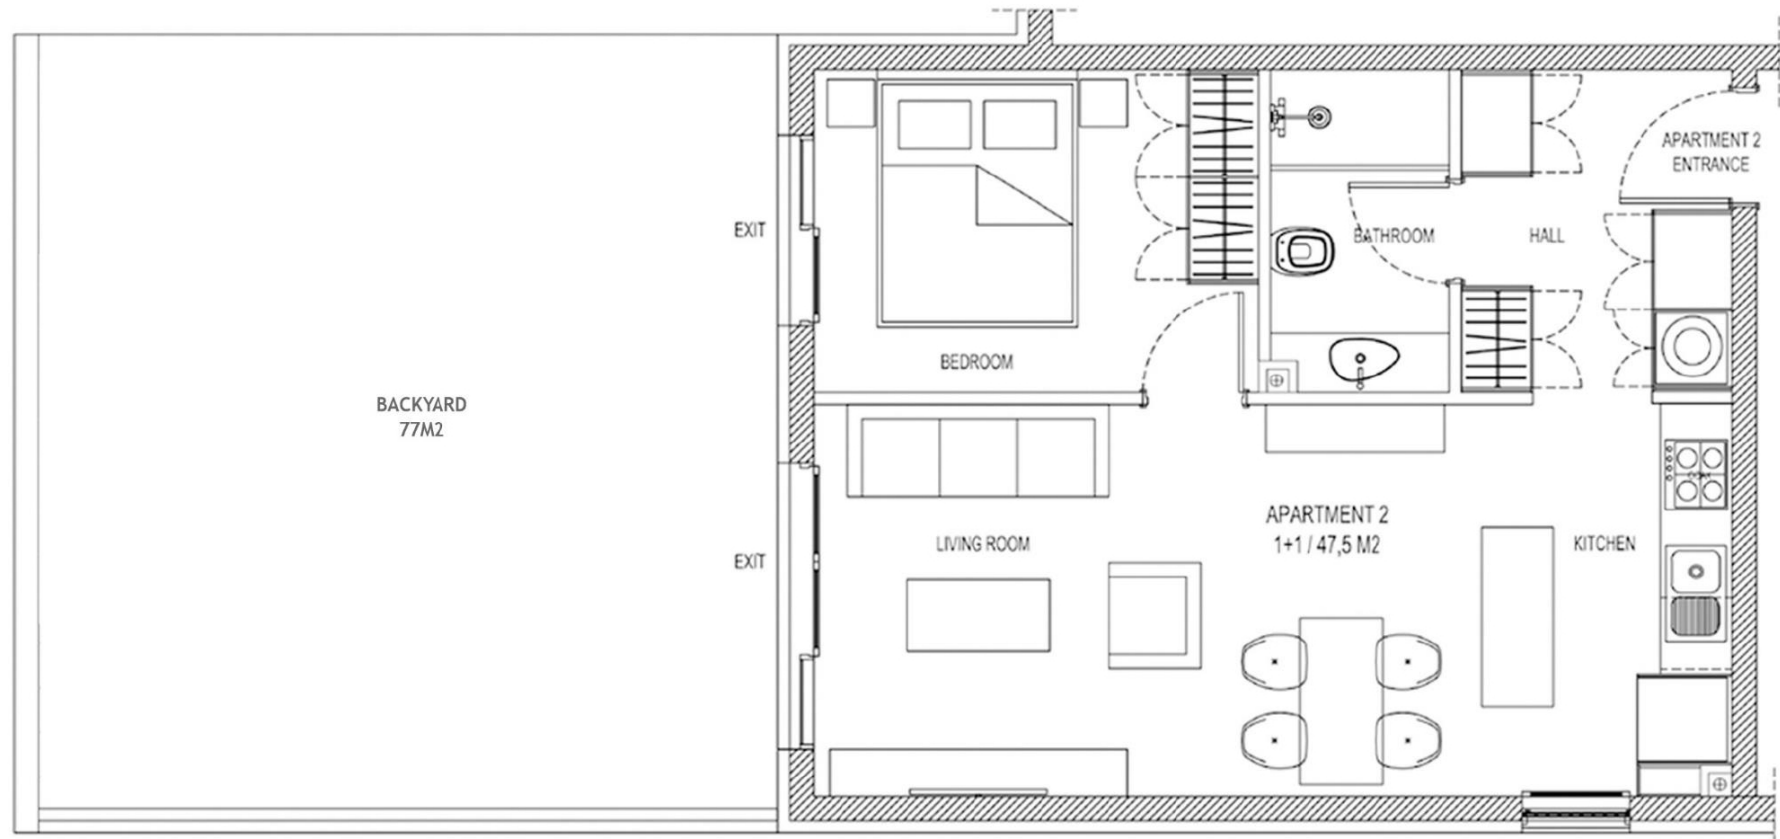 APARTMENT 2
ENTRANCE
EXIT
BATHROOM
HALL
BEDROOM
BACKYARD
77M2
APARTMENT 2
1+1 / 47,5 M2
LIVING ROOM
KITCHEN
EXIT